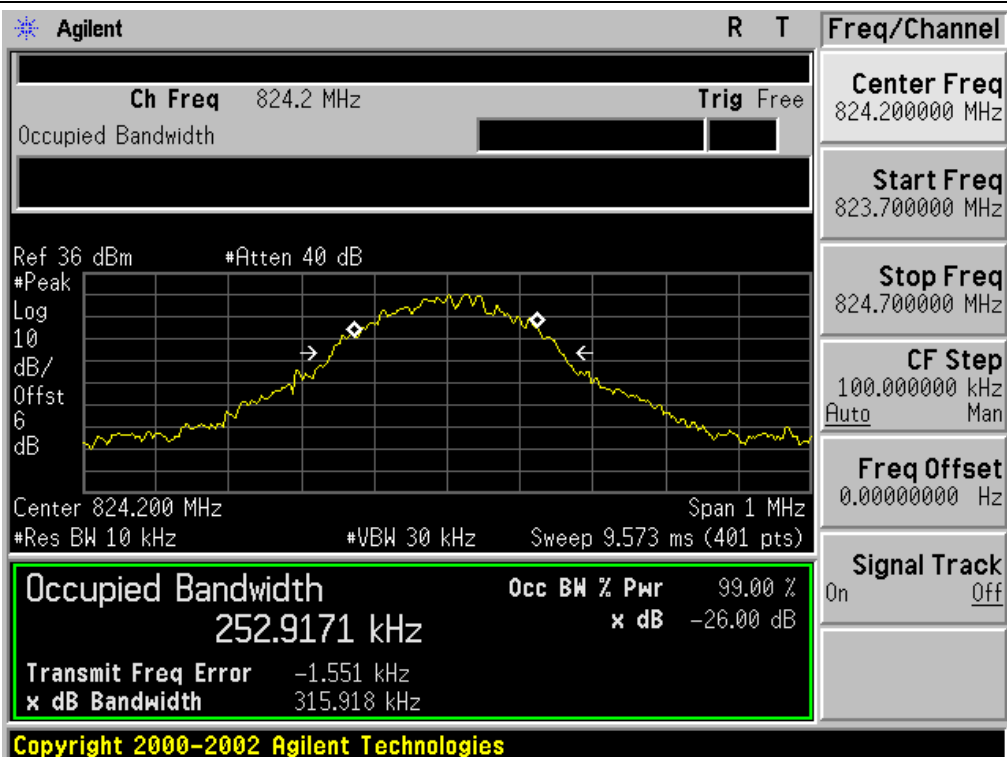 Agilent R T
Ch Freq 824.2 MHz Trig Free
Occupied Bandwidth
Ref 36 dBm #Atten 40 dB
#Peak
Log
10
dB/
Offst
6
dB
Center 824.200 MHz Span 1 MHz
#Res BW 10 kHz #VBW 30 kHz Sweep 9.573 ms (401 pts)
Occupied Bandwidth Occ BW % Pwr 99.00 %
252.9171 kHz x dB -26.00 dB
Transmit Freq Error -1.551 kHz
x dB Bandwidth 315.918 kHz
Copyright 2000-2002 Agilent Technologies
Freq/Channel
Center Freq
824.200000 MHz
Start Freq
823.700000 MHz
Stop Freq
824.700000 MHz
CF Step
100.000000 kHz
Auto Man
Freq Offset
0.00000000 Hz
Signal Track
On Off